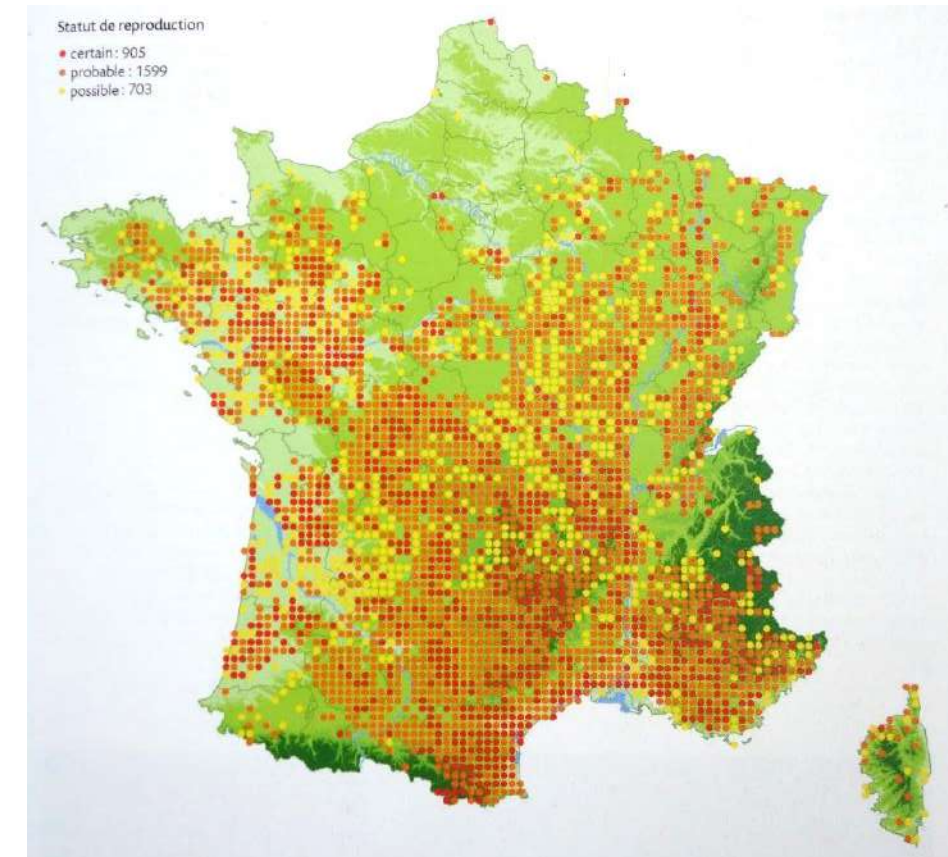 Statut de reproduction
certain : 905
probable : 1599
possible : 703